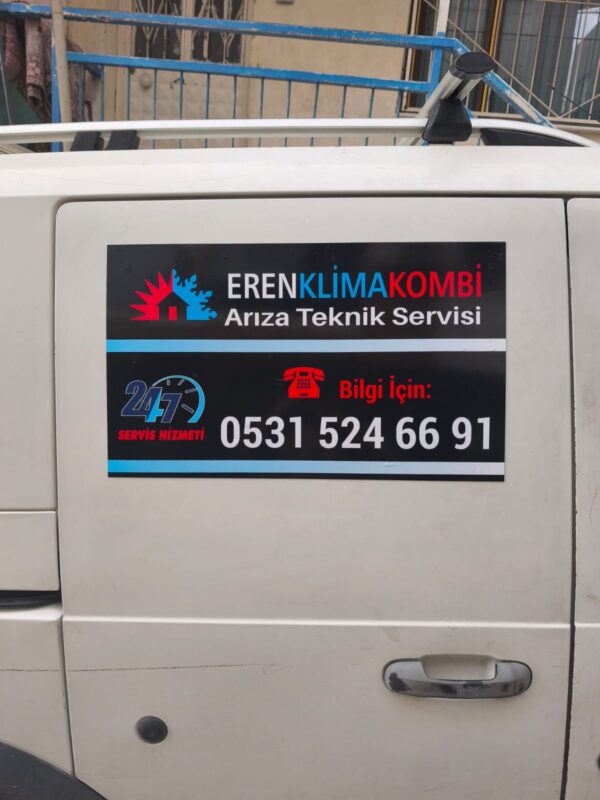 ERENKLİMAKOMBİ
Arıza Teknik Servisi
24-7
SERVİS HİZMETİ
Bilgi İçin:
0531 524 66 91